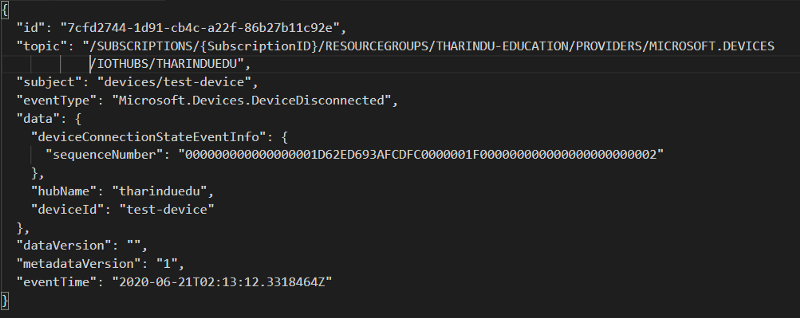 {
"id": "7cfd2744-1d91-cb4c-a22f-86b27b11c92e",
"topic": "/SUBSCRIPTIONS/{SubscriptionID}/RESOURCEGROUPS/THARINDU-EDUCATION/PROVIDERS/MICROSOFT.DEVICES
/IOTHUBS/THARINDUEDU",
"subject": "devices/test-device",
"eventType": "Microsoft.Devices.DeviceDisconnected",
"data": {
"deviceConnectionStateEventInfo": {
"sequenceNumber": "000000000000000001D62ED693AFCDFC0000001F000000000000000000000002"
},
"hubName": "tharinduedu",
"deviceId": "test-device"
},
"dataVersion": "",
"metadataVersion": "1",
"eventTime": "2020-06-21T02:13:12.3318464Z"
}